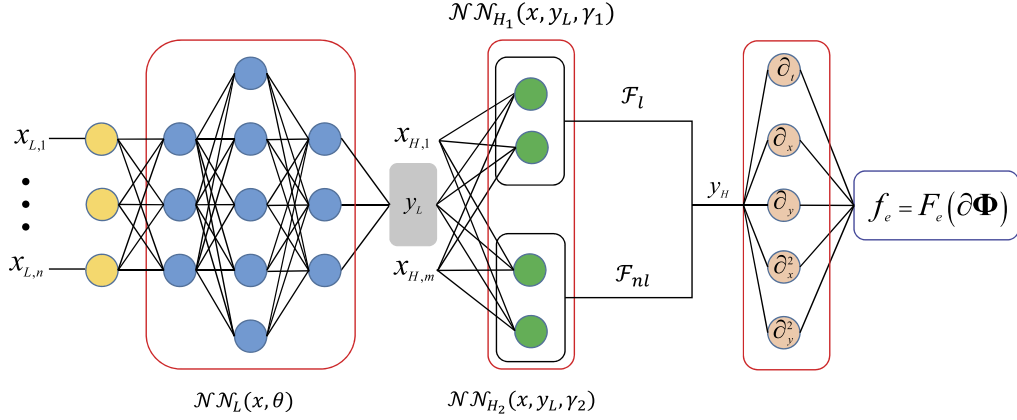 𝒩𝒩_{H_1}(x, y_L, γ_1)
x_{L,1}
x_{L,n}
𝒩𝒩_L(x, θ)
x_{H,1}
y_L
x_{H,m}
ℱ_l
ℱ_{nl}
𝒩𝒩_{H_2}(x, y_L, γ_2)
y_H
∂_t
∂_x
∂_y
∂_x^2
∂_y^2
f_e = F_e(∂𝚽)